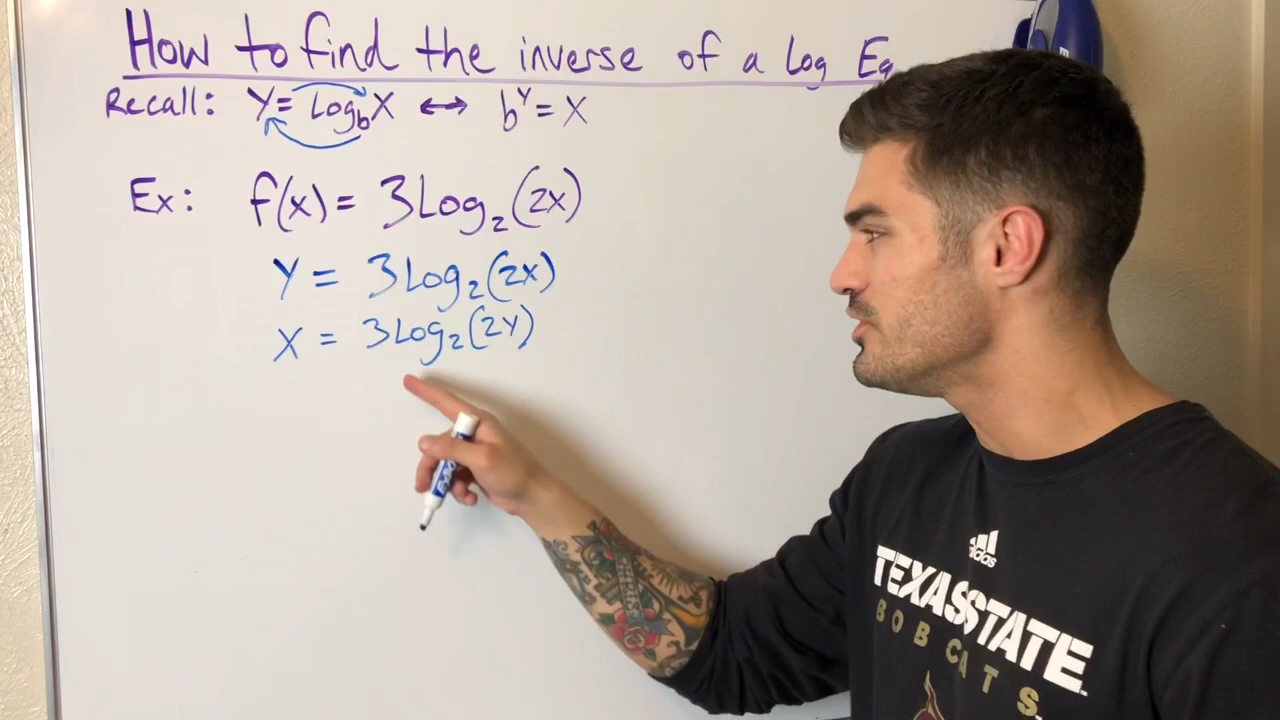 How to find the inverse of a log Eq
Recall: Y = Log_b X ↔ b^Y = X
Ex: f(x) = 3Log₂(2x)
Y = 3Log₂(2x)
X = 3Log₂(2Y)
adidas
TEXAS STATE
BOBCATS